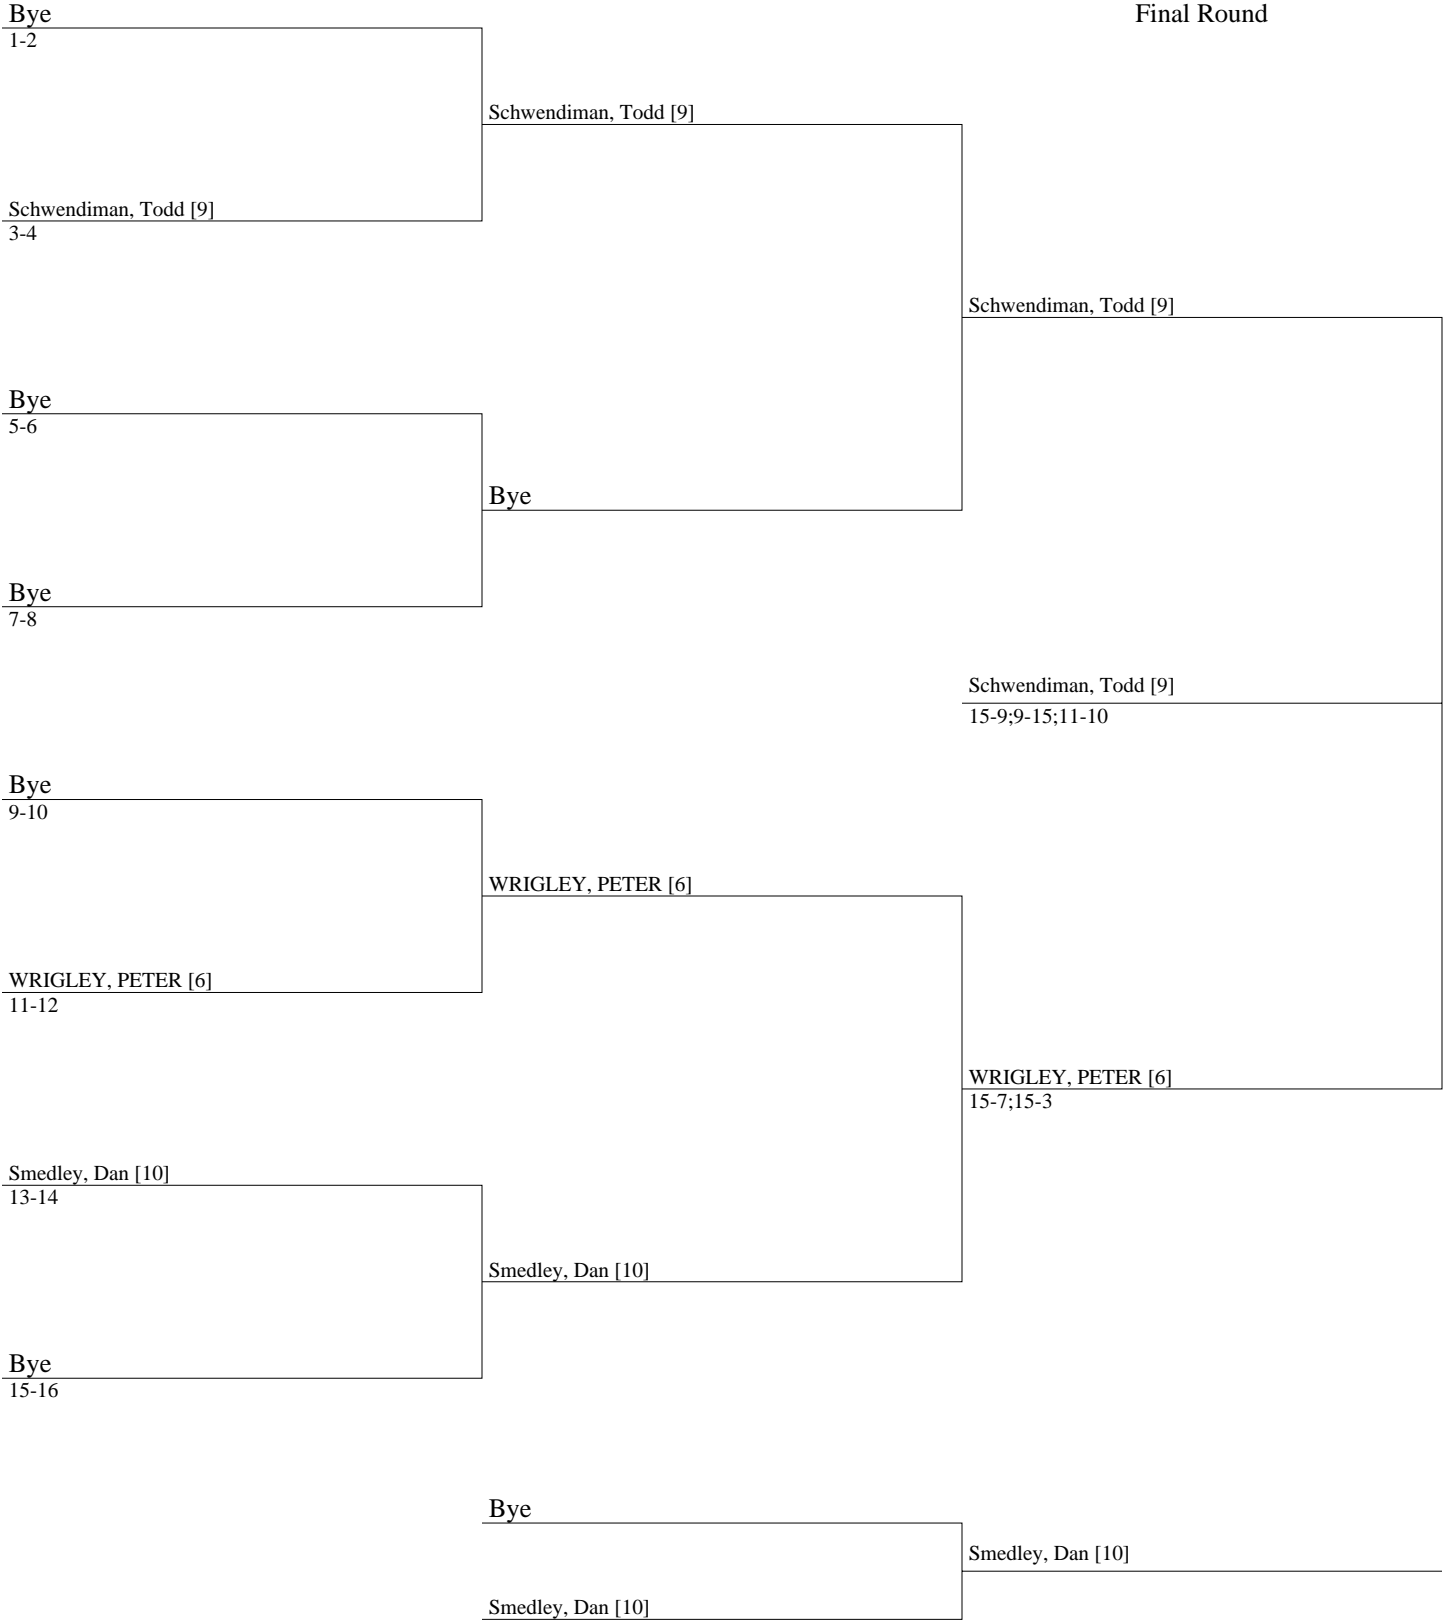 Bye
Final Round
1-2
Schwendiman, Todd [9]
Schwendiman, Todd [9]
3-4
Schwendiman, Todd [9]
Bye
5-6
Bye
Bye
7-8
Schwendiman, Todd [9]
15-9;9-15;11-10
Bye
9-10
WRIGLEY, PETER [6]
WRIGLEY, PETER [6]
11-12
WRIGLEY, PETER [6]
15-7;15-3
Smedley, Dan [10]
13-14
Smedley, Dan [10]
Bye
15-16
Bye
Smedley, Dan [10]
Smedley, Dan [10]